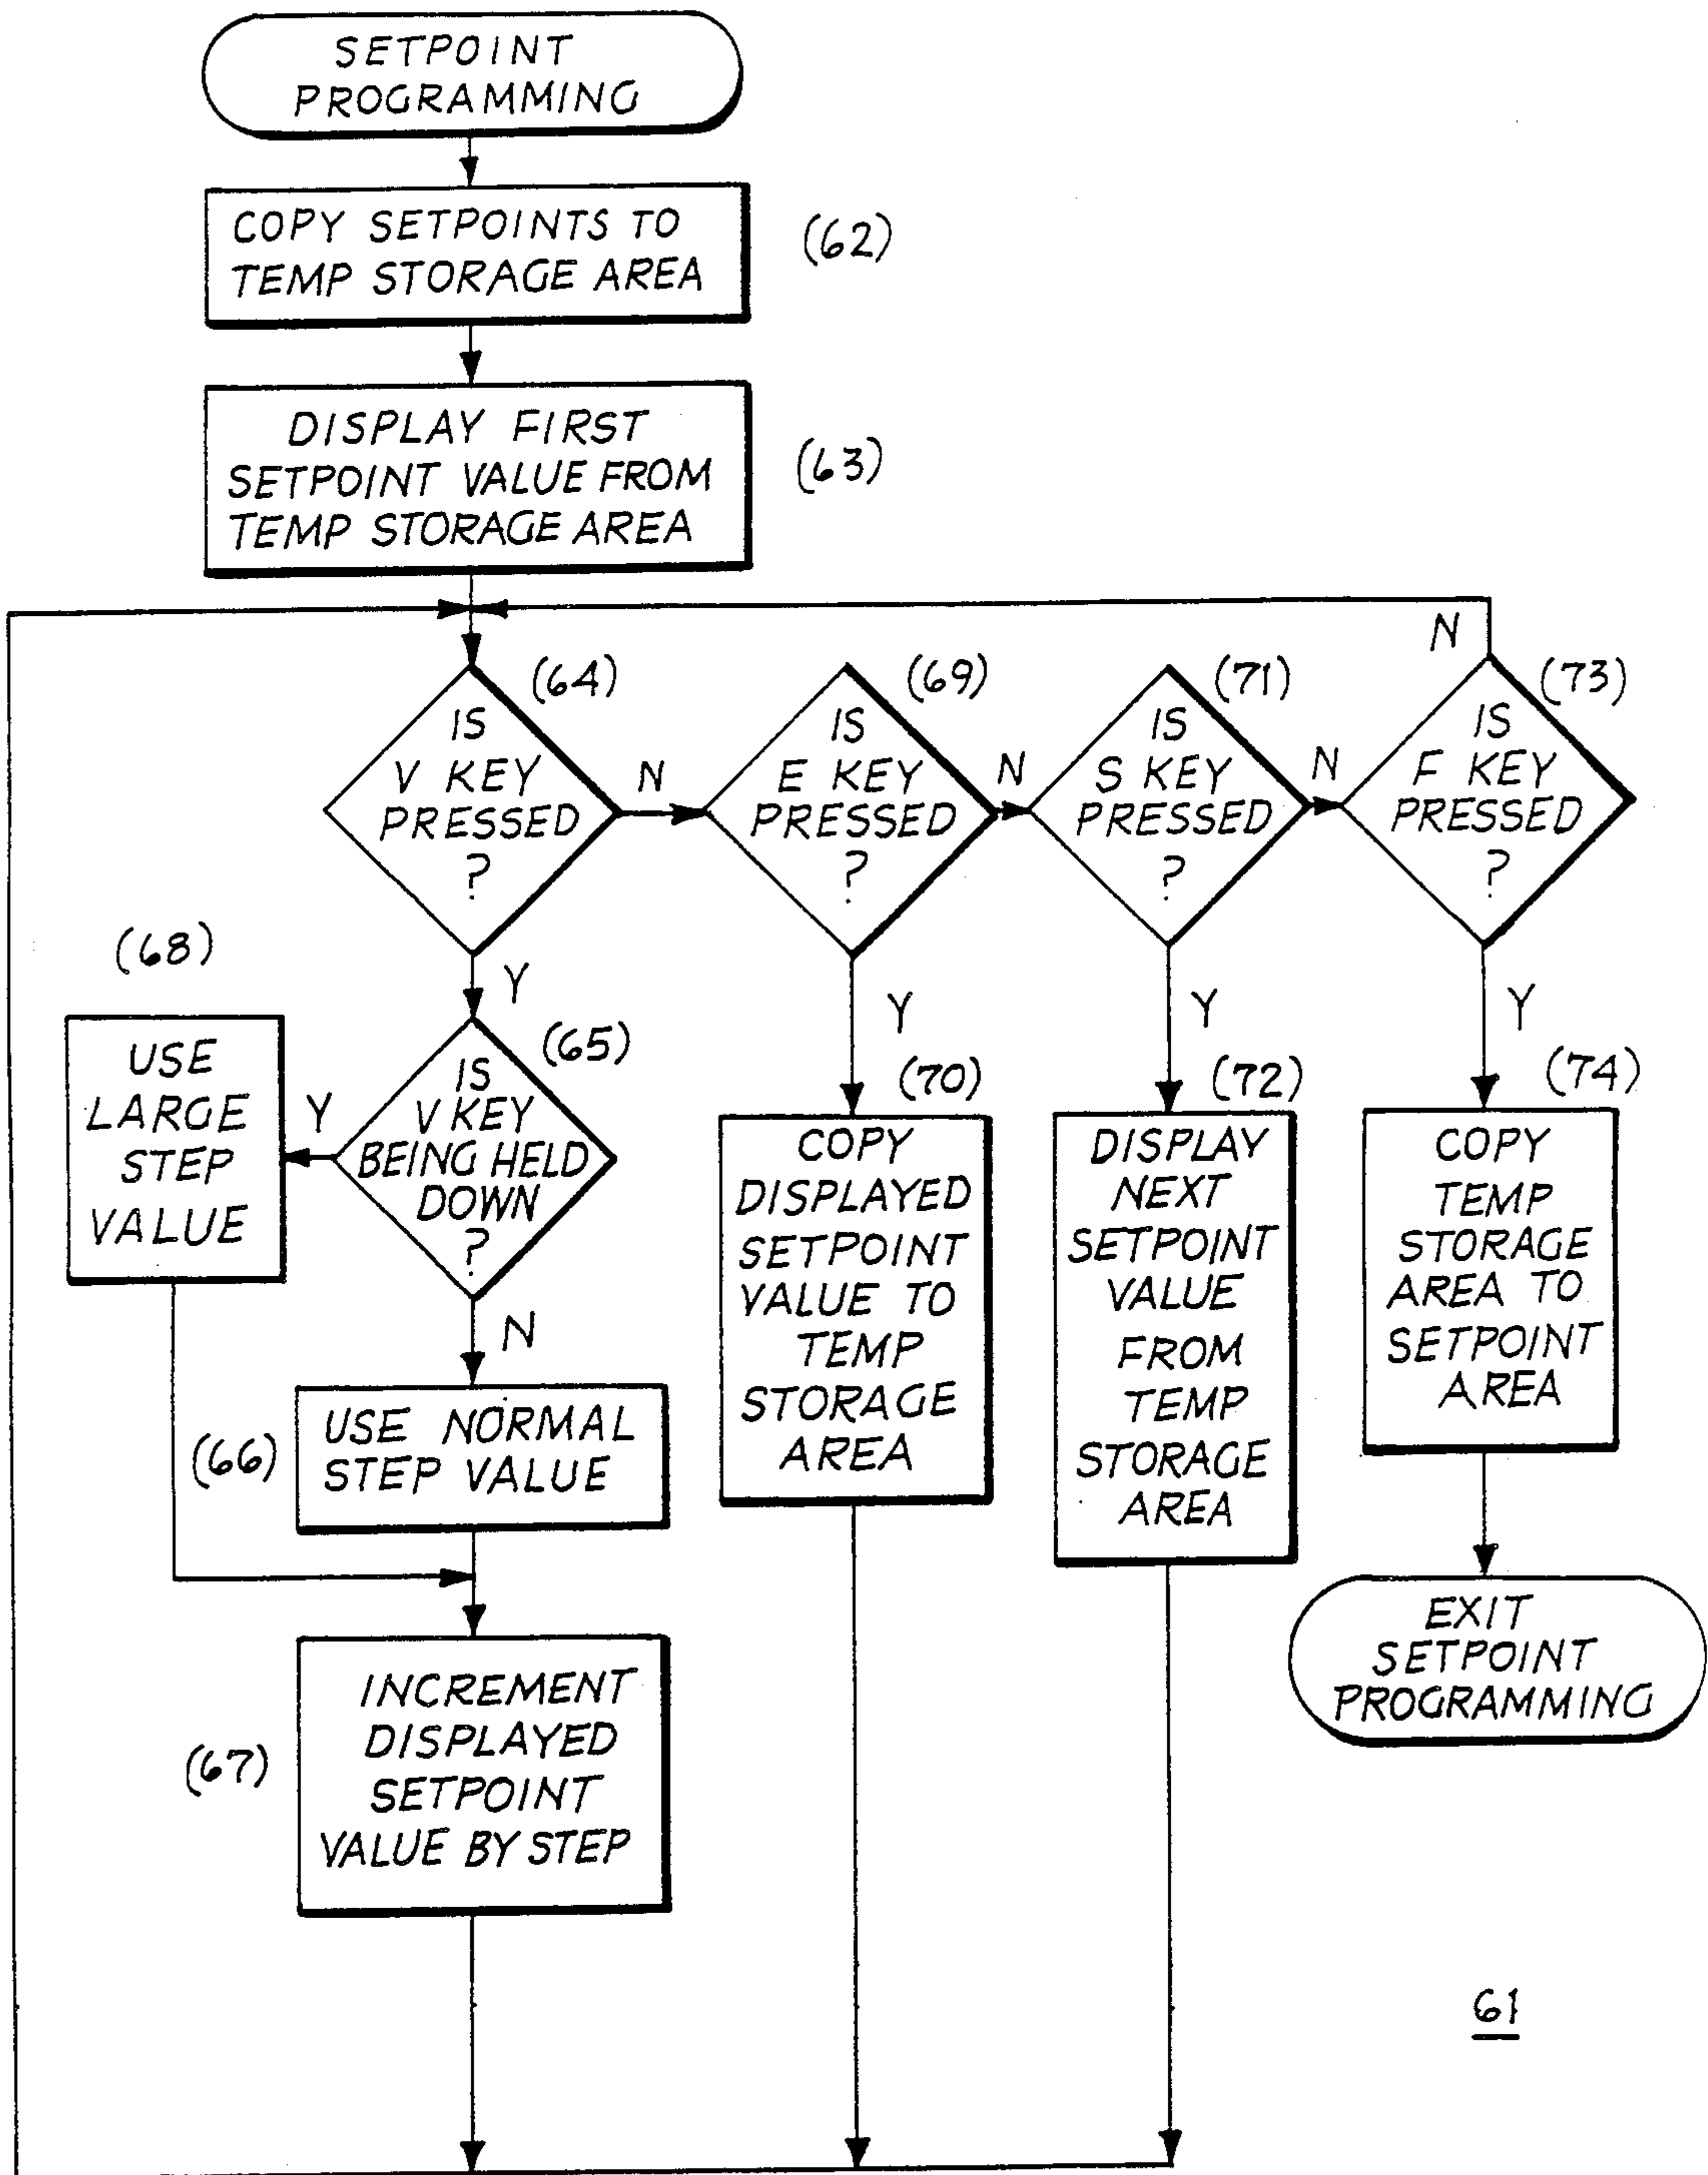 SETPOINT
PROGRAMMING
COPY SETPOINTS TO
TEMP STORAGE AREA
(62)
DISPLAY FIRST
SETPOINT VALUE FROM
TEMP STORAGE AREA
(63)
(64)
IS
V KEY
PRESSED
?
N
(69)
IS
E KEY
PRESSED
?
N
(71)
IS
S KEY
PRESSED
?
N
(73)
IS
F KEY
PRESSED
?
N
Y
(65)
IS
V KEY
BEING HELD
DOWN
?
Y
(68)
USE
LARGE
STEP
VALUE
N
(66)
USE NORMAL
STEP VALUE
(67)
INCREMENT
DISPLAYED
SETPOINT
VALUE BY STEP
Y
(70)
COPY
DISPLAYED
SETPOINT
VALUE TO
TEMP
STORAGE
AREA
Y
(72)
DISPLAY
NEXT
SETPOINT
VALUE
FROM
TEMP
STORAGE
AREA
Y
(74)
COPY
TEMP
STORAGE
AREA TO
SETPOINT
AREA
EXIT
SETPOINT
PROGRAMMING
61